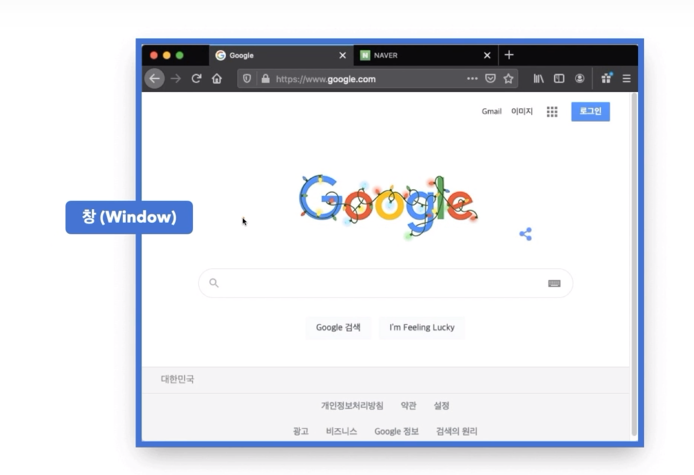 Google
NAVER
https://www.google.com
Gmail 이미지 로그인
Google
창 (Window)
Google 검색 I'm Feeling Lucky
대한민국
개인정보처리방침 약관 설정
광고 비즈니스 Google 정보 검색의 원리